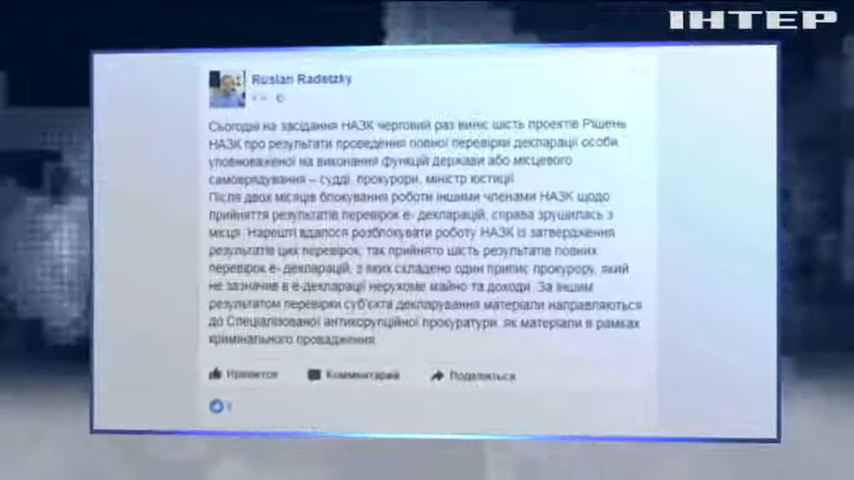 ІНТЕР
Ruslan Radetzky
Сьогодні на засідання НАЗК черговий раз виніс шість проектів Рішень
НАЗК про результати проведення повної перевірки декларації особи,
уповноваженої на виконання функцій держави або місцевого
самоврядування – судді, прокурори, міністр юстиції.
Після двох місяців блокування роботи іншими членами НАЗК щодо
прийняття результатів перевірок е- декларацій, справа зрушилась з
місця. Нарешті вдалося розблокувати роботу НАЗК із затвердження
результатів цих перевірок, так прийнято шість результатів повних
перевірок е- декларацій, з яких складено один припис прокурору, який
не зазначив в е-декларації нерухоме майно та доходи. За іншим
результатом перевірки суб'єкта декларування матеріали направляються
до Спеціалізованої антикорупційної прокуратури, як матеріали в рамках
кримінального провадження.
Нравится Комментарий Поделиться